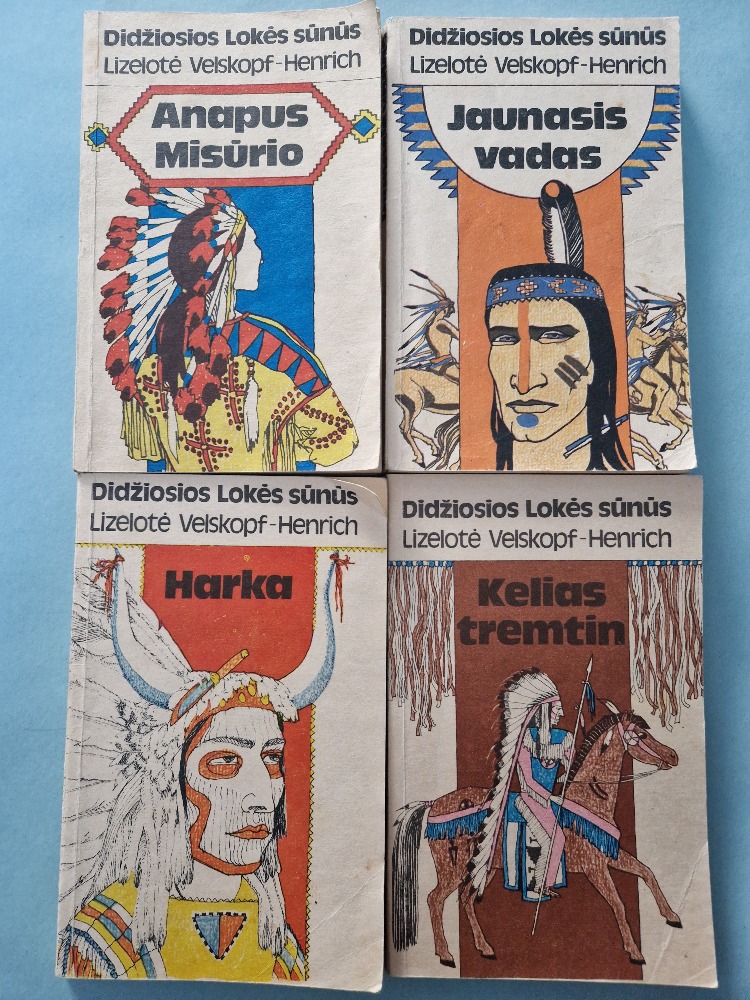 Didžiosios Lokės sūnūs
Lizelotė Velskopf-Henrich
Anapus
Misūrio
Didžiosios Lokės sūnūs
Lizelotė Velskopf-Henrich
Jaunasis
vadas
Didžiosios Lokės sūnūs
Lizelotė Velskopf-Henrich
Harka
Didžiosios Lokės sūnūs
Lizelotė Velskopf-Henrich
Kelias
tremtin